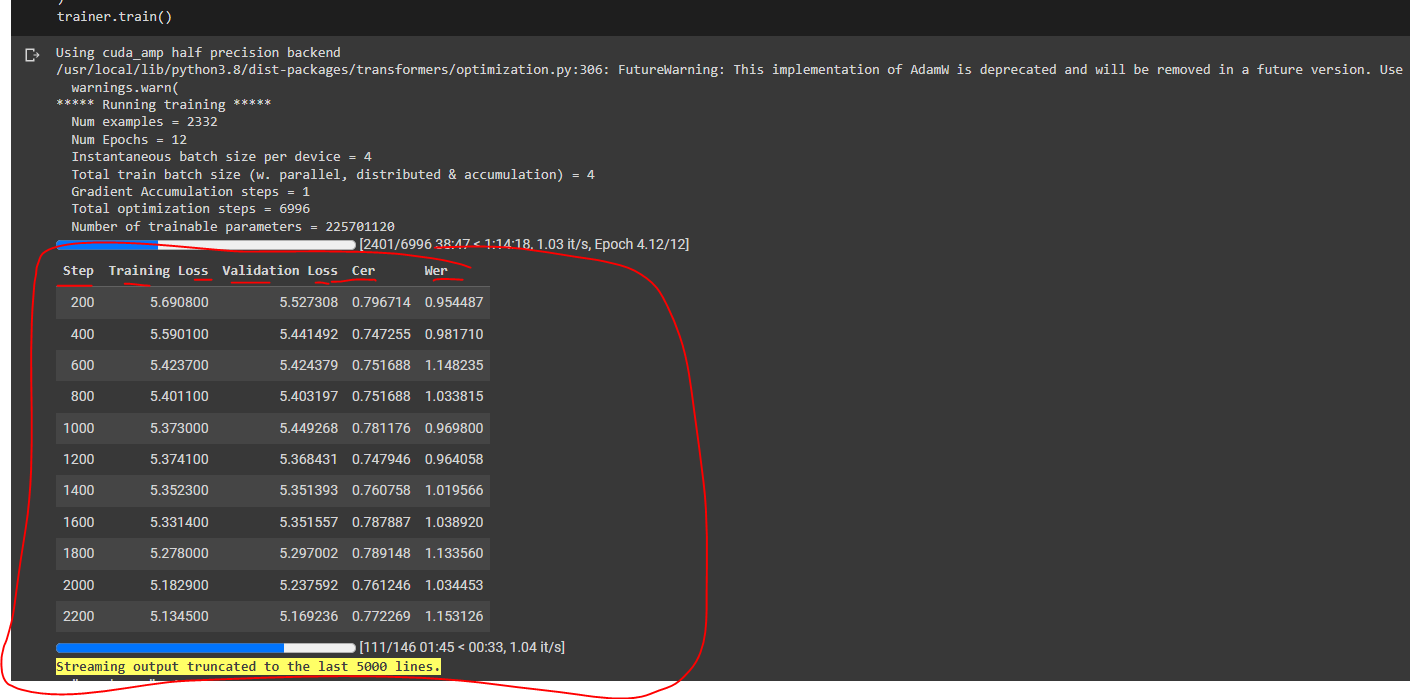 trainer.train()
Using cuda_amp half precision backend
/usr/local/lib/python3.8/dist-packages/transformers/optimization.py:306: FutureWarning: This implementation of AdamW is deprecated and will be removed in a future version. Use
warnings.warn(
***** Running training *****
Num examples = 2332
Num Epochs = 12
Instantaneous batch size per device = 4
Total train batch size (w. parallel, distributed & accumulation) = 4
Gradient Accumulation steps = 1
Total optimization steps = 6996
Number of trainable parameters = 225701120
[2401/6996 38:47 < 1:14:18, 1.03 it/s, Epoch 4.12/12]
Step Training Loss Validation Loss Cer Wer
200 5.690800 5.527308 0.796714 0.954487
400 5.590100 5.441492 0.747255 0.981710
600 5.423700 5.424379 0.751688 1.148235
800 5.401100 5.403197 0.751688 1.033815
1000 5.373000 5.449268 0.781176 0.969800
1200 5.374100 5.368431 0.747946 0.964058
1400 5.352300 5.351393 0.760758 1.019566
1600 5.331400 5.351557 0.787887 1.038920
1800 5.278000 5.297002 0.789148 1.133560
2000 5.182900 5.237592 0.761246 1.034453
2200 5.134500 5.169236 0.772269 1.153126
[111/146 01:45 < 00:33, 1.04 it/s]
Streaming output truncated to the last 5000 lines.